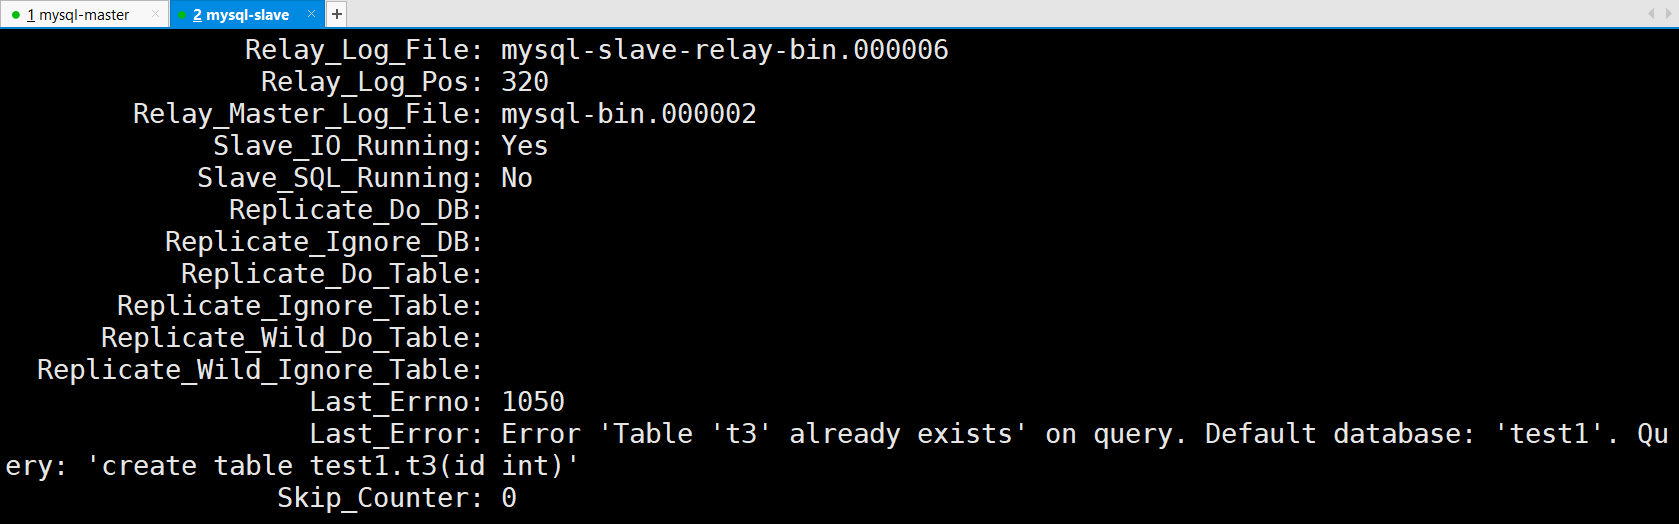 1 mysql-master × 2 mysql-slave × +
Relay_Log_File: mysql-slave-relay-bin.000006
Relay_Log_Pos: 320
Relay_Master_Log_File: mysql-bin.000002
Slave_IO_Running: Yes
Slave_SQL_Running: No
Replicate_Do_DB:
Replicate_Ignore_DB:
Replicate_Do_Table:
Replicate_Ignore_Table:
Replicate_Wild_Do_Table:
Replicate_Wild_Ignore_Table:
Last_Errno: 1050
Last_Error: Error 'Table 't3' already exists' on query. Default database: 'test1'. Qu
ery: 'create table test1.t3(id int)'
Skip_Counter: 0